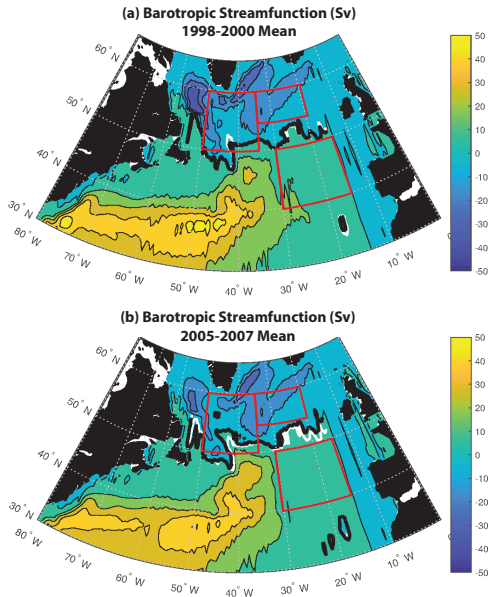 (a) Barotropic Streamfunction (Sv)
1998-2000 Mean
60° N
50° N
40° N
30° N
80° W
70° W
60° W
50° W
40° W
30° W
20° W
10° W
50
40
30
20
10
0
-10
-20
-30
-40
-50
(b) Barotropic Streamfunction (Sv)
2005-2007 Mean
60° N
50° N
40° N
30° N
80° W
70° W
60° W
50° W
40° W
30° W
20° W
10° W
50
40
30
20
10
0
-10
-20
-30
-40
-50